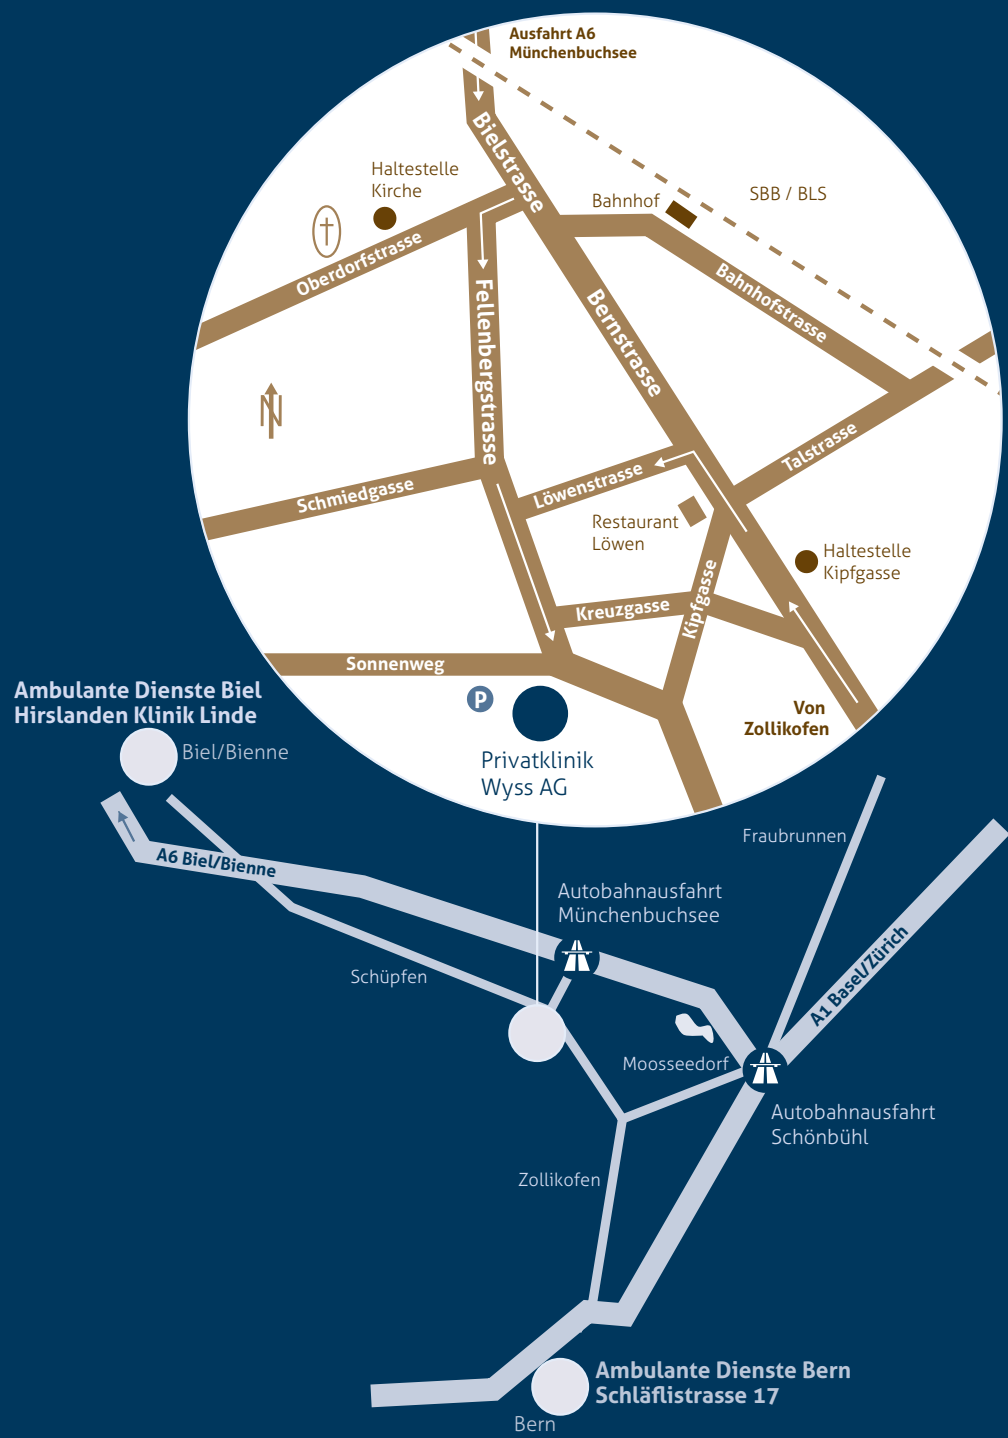 Ausfahrt A6
Münchenbuchsee
Bielstrasse
Haltestelle
Kirche
Bahnhof
SBB / BLS
Oberdorfstrasse
Bahnhofstrasse
Fellenbergstrasse
Bernstrasse
N
Talstrasse
Schmiedgasse
Löwenstrasse
Restaurant
Löwen
Haltestelle
Kipfgasse
Kipfgasse
Kreuzgasse
Sonnenweg
P
Von
Zollikofen
Privatklinik
Wyss AG
Ambulante Dienste Biel
Hirslanden Klinik Linde
Biel/Bienne
A6 Biel/Bienne
Fraubrunnen
Autobahnausfahrt
Münchenbuchsee
Schüpfen
A1 Basel/Zürich
Moosseedorf
Autobahnausfahrt
Schönbühl
Zollikofen
Ambulante Dienste Bern
Schläflistrasse 17
Bern